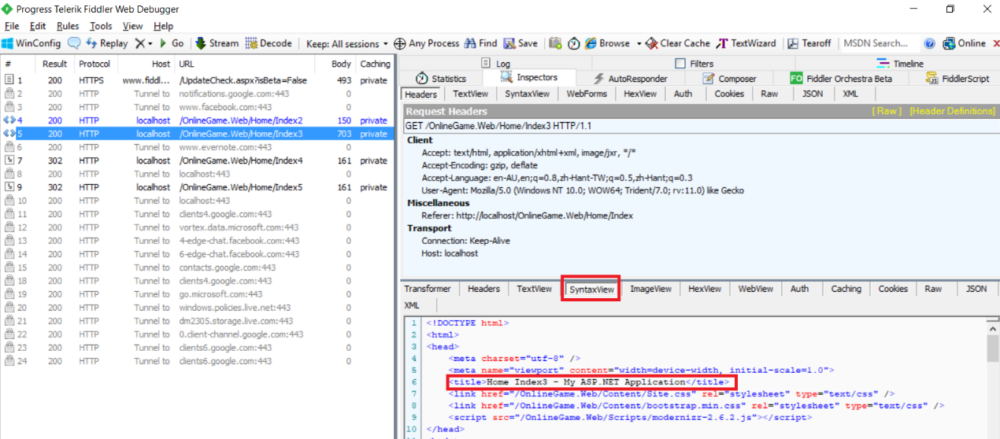 Progress Telerik Fiddler Web Debugger
File Edit Rules Tools View Help
WinConfig Replay Go Stream Decode Keep: All sessions Any Process Find Save Browse Clear Cache TextWizard Tearoff MSDN Search... Online
# Result Protocol Host URL Body Caching
1 200 HTTPS www.fiddl... /UpdateCheck.aspx?isBeta=False 493 private
2 200 HTTP Tunnel to notifications.google.com:443 0
3 200 HTTP Tunnel to www.facebook.com:443 0
4 200 HTTP localhost /OnlineGame.Web/Home/Index2 150 private
5 200 HTTP localhost /OnlineGame.Web/Home/Index3 703 private
6 200 HTTP Tunnel to www.evernote.com:443 0
7 302 HTTP localhost /OnlineGame.Web/Home/Index4 161 private
8 200 HTTP Tunnel to localhost:443 0
9 302 HTTP localhost /OnlineGame.Web/Home/Index5 161 private
10 200 HTTP Tunnel to localhost:443 0
11 200 HTTP Tunnel to clients4.google.com:443 0
12 200 HTTP Tunnel to vortex.data.microsoft.com:443 0
13 200 HTTP Tunnel to 4-edge-chat.facebook.com:443 0
14 200 HTTP Tunnel to 6-edge-chat.facebook.com:443 0
15 200 HTTP Tunnel to contacts.google.com:443 0
18 200 HTTP Tunnel to clients4.google.com:443 0
19 200 HTTP Tunnel to go.microsoft.com:443 0
20 200 HTTP Tunnel to windows.policies.live.net:443 0
21 200 HTTP Tunnel to dm2305.storage.live.com:443 0
22 200 HTTP Tunnel to 0.client-channel.google.com:443 0
23 200 HTTP Tunnel to clients6.google.com:443 0
24 200 HTTP Tunnel to clients6.google.com:443 0
Log Filters Timeline
Statistics Inspectors AutoResponder Composer FO Fiddler Orchestra Beta FiddlerScript
Headers TextView SyntaxView WebForms HexView Auth Cookies Raw JSON XML
Request Headers [ Raw ] [Header Definitions]
GET /OnlineGame.Web/Home/Index3 HTTP/1.1
Client
Accept: text/html, application/xhtml+xml, image/jxr, */*
Accept-Encoding: gzip, deflate
Accept-Language: en-AU,en;q=0.8,zh-Hant-TW;q=0.5,zh-Hant;q=0.3
User-Agent: Mozilla/5.0 (Windows NT 10.0; WOW64; Trident/7.0; rv:11.0) like Gecko
Miscellaneous
Referer: http://localhost/OnlineGame.Web/Home/Index
Transport
Connection: Keep-Alive
Host: localhost
Transformer Headers TextView SyntaxView ImageView HexView WebView Auth Caching Cookies Raw JSON
XML
1 <!DOCTYPE html>
2 <html>
3 <head>
4 <meta charset="utf-8" />
5 <meta name="viewport" content="width=device-width, initial-scale=1.0">
6 <title>Home Index3 - My ASP.NET Application</title>
7 <link href="/OnlineGame.Web/Content/Site.css" rel="stylesheet" type="text/css" />
8 <link href="/OnlineGame.Web/Content/bootstrap.min.css" rel="stylesheet" type="text/css" />
9 <script src="/OnlineGame.Web/Scripts/modernizr-2.6.2.js"></script>
10 </head>